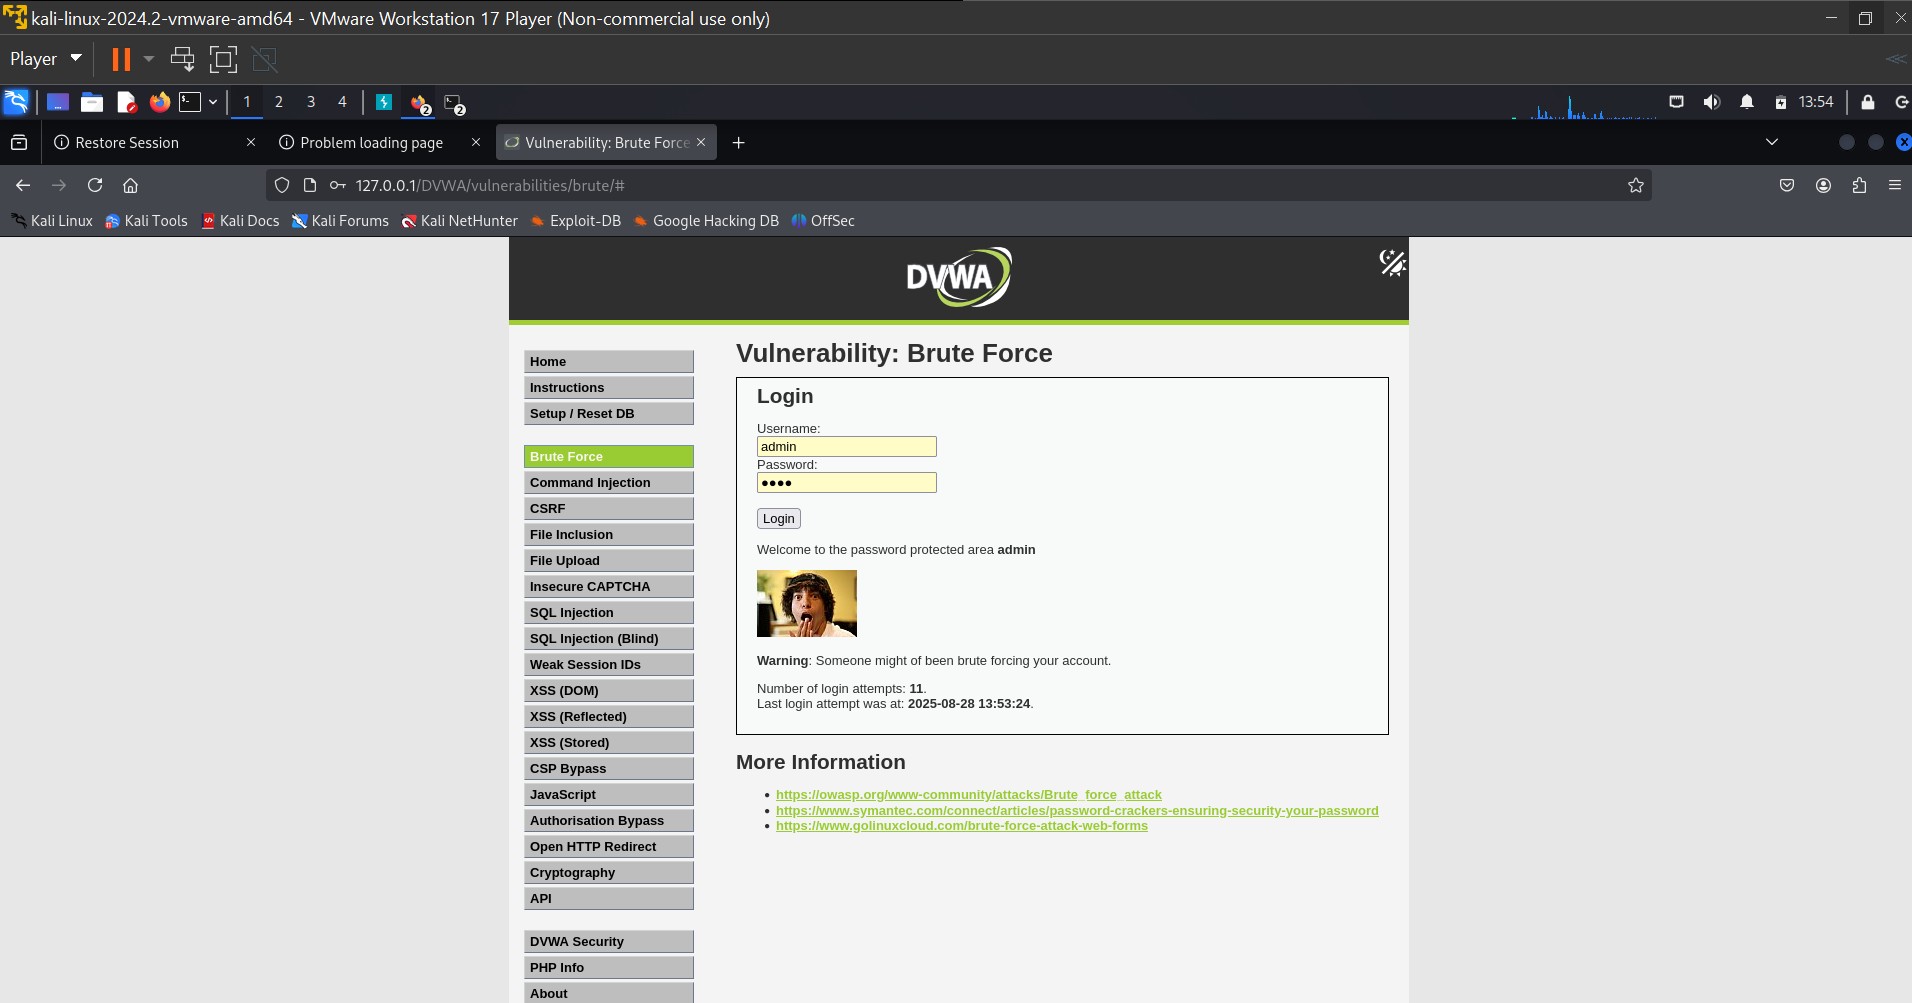 kali-linux-2024.2-vmware-amd64 - VMware Workstation 17 Player (Non-commercial use only)
Player
1 2 3 4 2 2 13:54
Restore Session Problem loading page Vulnerability: Brute Force
127.0.0.1/DVWA/vulnerabilities/brute/#
Kali Linux Kali Tools Kali Docs Kali Forums Kali NetHunter Exploit-DB Google Hacking DB OffSec
DVWA
Home
Instructions
Setup / Reset DB
Brute Force
Command Injection
CSRF
File Inclusion
File Upload
Insecure CAPTCHA
SQL Injection
SQL Injection (Blind)
Weak Session IDs
XSS (DOM)
XSS (Reflected)
XSS (Stored)
CSP Bypass
JavaScript
Authorisation Bypass
Open HTTP Redirect
Cryptography
API
DVWA Security
PHP Info
About
Vulnerability: Brute Force
Login
Username:
admin
Password:
●●●●
Login
Welcome to the password protected area admin
Warning: Someone might of been brute forcing your account.
Number of login attempts: 11.
Last login attempt was at: 2025-08-28 13:53:24.
More Information
https://owasp.org/www-community/attacks/Brute_force_attack
https://www.symantec.com/connect/articles/password-crackers-ensuring-security-your-password
https://www.golinuxcloud.com/brute-force-attack-web-forms